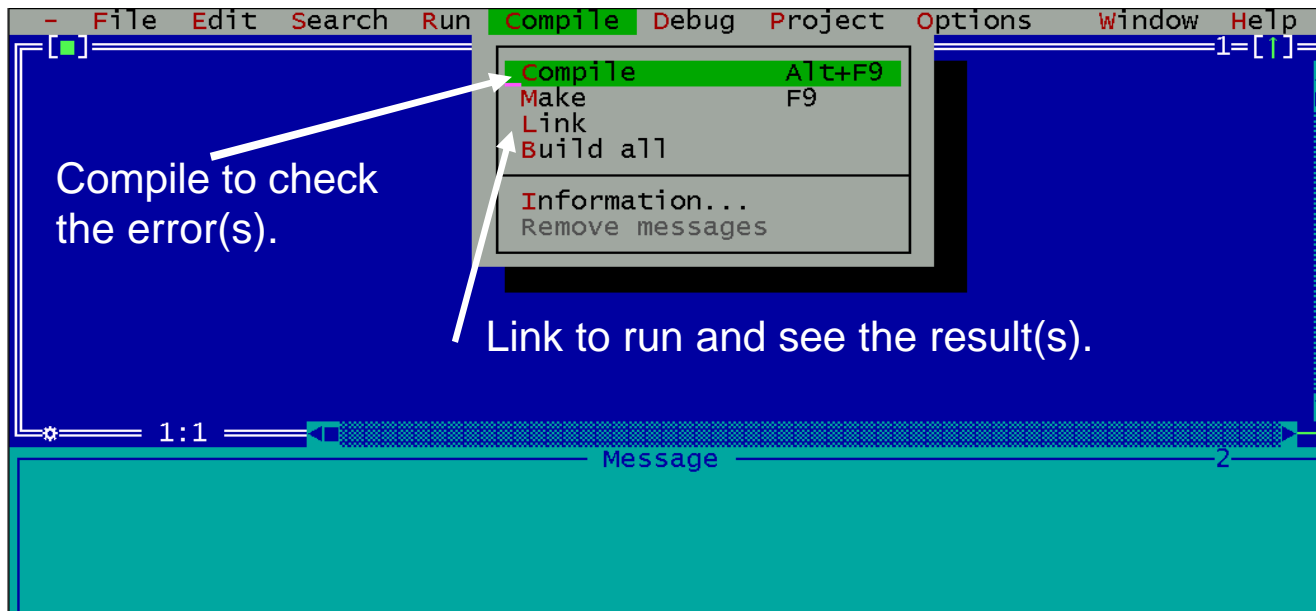 - File Edit Search Run Compile Debug Project Options Window Help
[■] 1=[↑]
Compile Alt+F9
Make F9
Link
Build all
Compile to check
the error(s).
Information...
Remove messages
Link to run and see the result(s).
1:1
Message 2